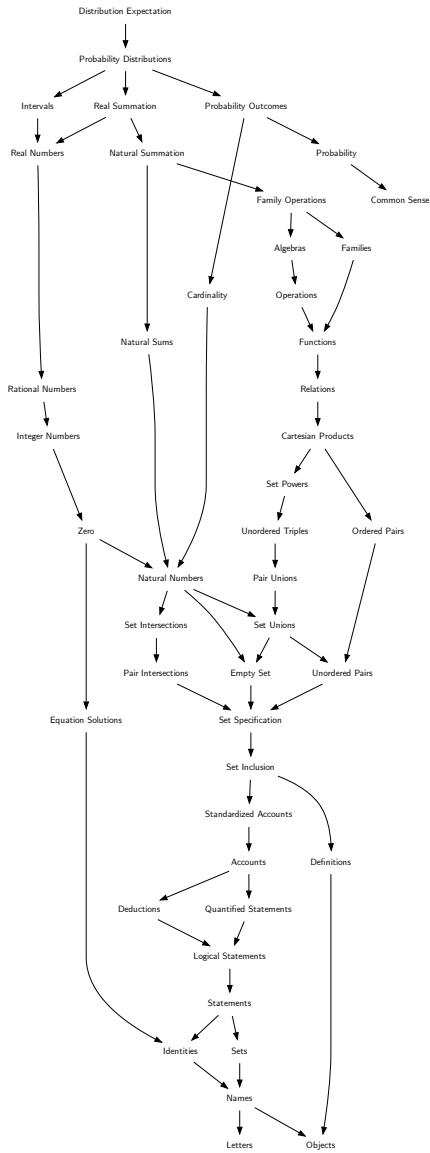 Distribution Expectation
Probability Distributions
Intervals
Real Summation
Probability Outcomes
Real Numbers
Natural Summation
Probability
Family Operations
Common Sense
Algebras
Families
Cardinality
Operations
Natural Sums
Functions
Rational Numbers
Relations
Integer Numbers
Cartesian Products
Set Powers
Zero
Unordered Triples
Ordered Pairs
Natural Numbers
Pair Unions
Set Intersections
Set Unions
Pair Intersections
Empty Set
Unordered Pairs
Equation Solutions
Set Specification
Set Inclusion
Standardized Accounts
Accounts
Definitions
Deductions
Quantified Statements
Logical Statements
Statements
Identities
Sets
Names
Letters
Objects